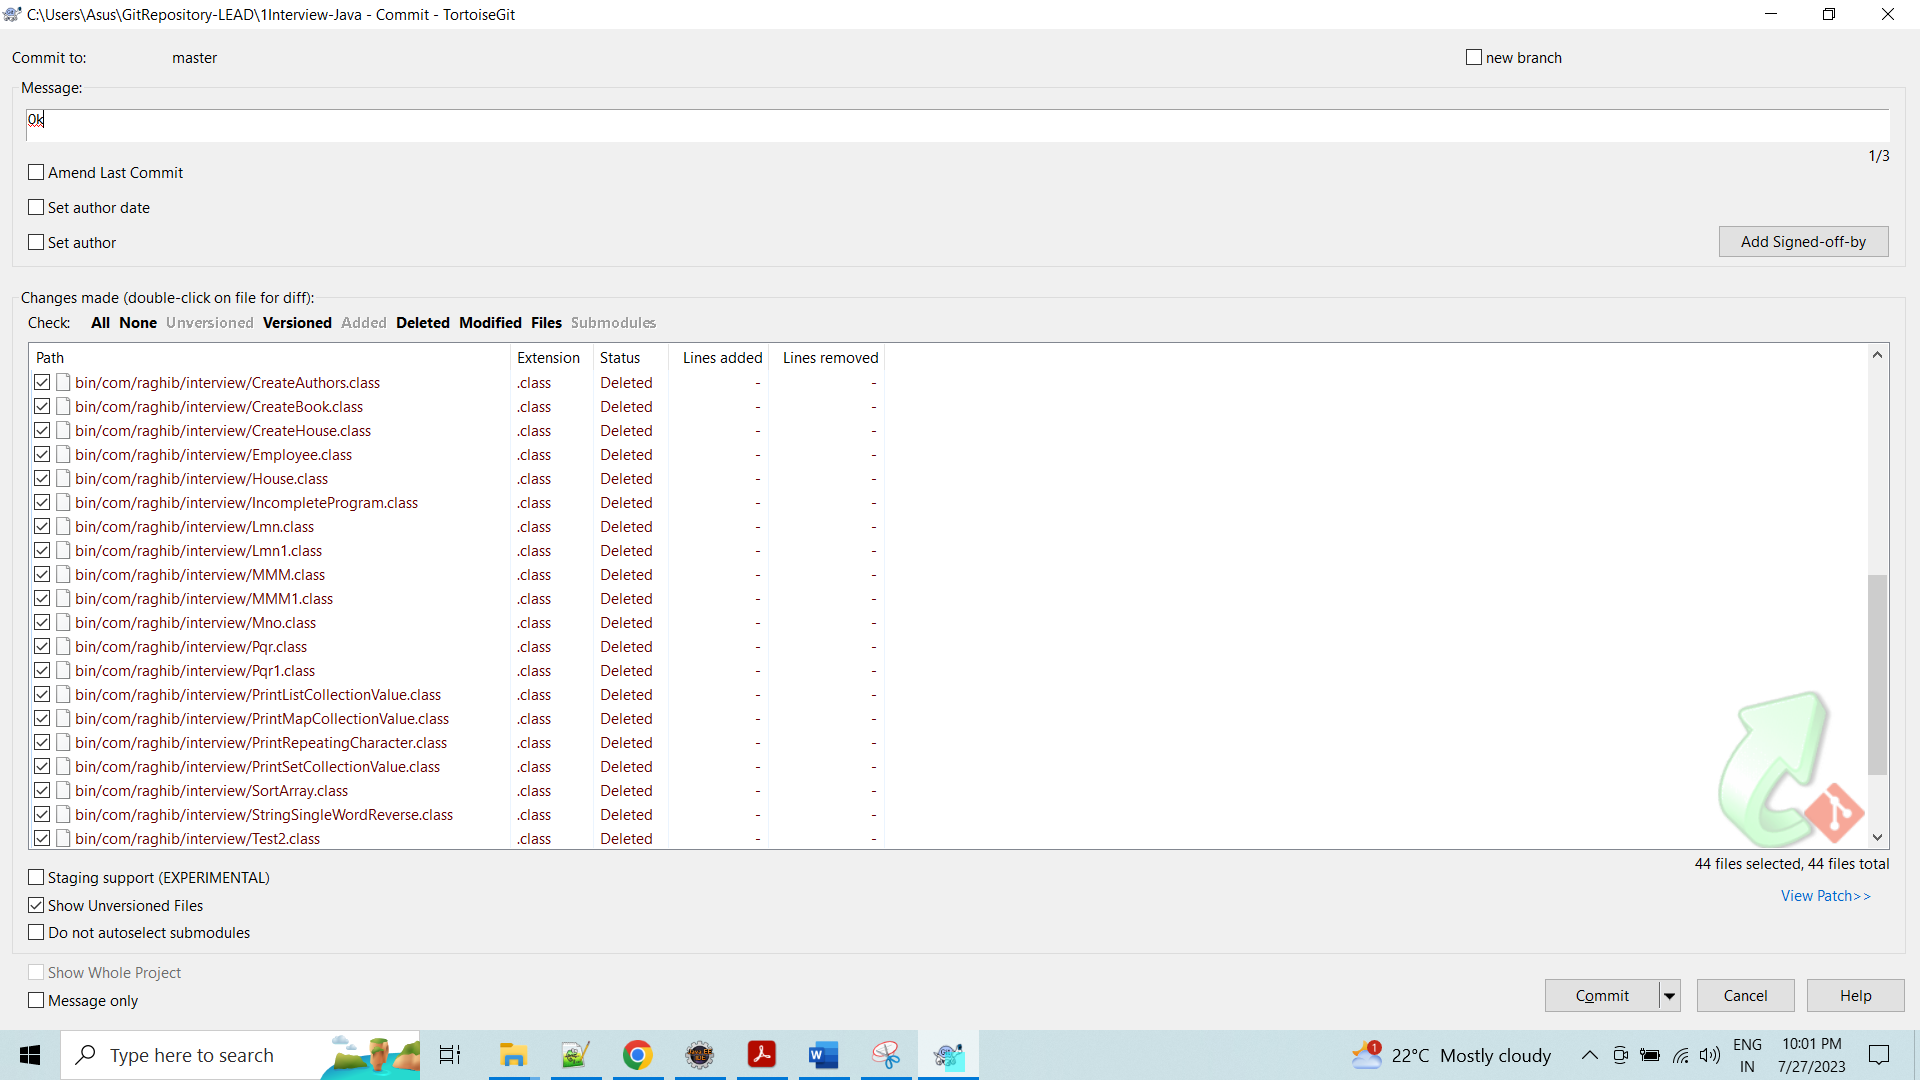 C:\Users\Asus\GitRepository-LEAD\1Interview-Java - Commit - TortoiseGit
Commit to: master new branch
Message:
Ok
1/3
Amend Last Commit
Set author date
Set author
Add Signed-off-by
Changes made (double-click on file for diff):
Check: All None Unversioned Versioned Added Deleted Modified Files Submodules
Path Extension Status Lines added Lines removed
bin/com/raghib/interview/CreateAuthors.class .class Deleted - -
bin/com/raghib/interview/CreateBook.class .class Deleted - -
bin/com/raghib/interview/CreateHouse.class .class Deleted - -
bin/com/raghib/interview/Employee.class .class Deleted - -
bin/com/raghib/interview/House.class .class Deleted - -
bin/com/raghib/interview/IncompleteProgram.class .class Deleted - -
bin/com/raghib/interview/Lmn.class .class Deleted - -
bin/com/raghib/interview/Lmn1.class .class Deleted - -
bin/com/raghib/interview/MMM.class .class Deleted - -
bin/com/raghib/interview/MMM1.class .class Deleted - -
bin/com/raghib/interview/Mno.class .class Deleted - -
bin/com/raghib/interview/Pqr.class .class Deleted - -
bin/com/raghib/interview/Pqr1.class .class Deleted - -
bin/com/raghib/interview/PrintListCollectionValue.class .class Deleted - -
bin/com/raghib/interview/PrintMapCollectionValue.class .class Deleted - -
bin/com/raghib/interview/PrintRepeatingCharacter.class .class Deleted - -
bin/com/raghib/interview/PrintSetCollectionValue.class .class Deleted - -
bin/com/raghib/interview/SortArray.class .class Deleted - -
bin/com/raghib/interview/StringSingleWordReverse.class .class Deleted - -
bin/com/raghib/interview/Test2.class .class Deleted - -
44 files selected, 44 files total
Staging support (EXPERIMENTAL)
View Patch>>
Show Unversioned Files
Do not autoselect submodules
Show Whole Project
Message only
Commit Cancel Help
Type here to search
1
22°C Mostly cloudy
ENG
IN
10:01 PM
7/27/2023